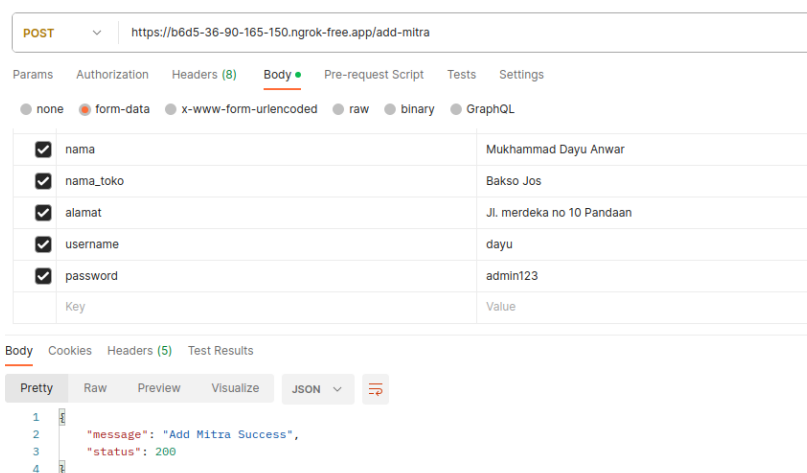 POST https://b6d5-36-90-165-150.ngrok-free.app/add-mitra
Params Authorization Headers (8) Body Pre-request Script Tests Settings
none form-data x-www-form-urlencoded raw binary GraphQL
nama Mukhammad Dayu Anwar
nama_toko Bakso Jos
alamat Jl. merdeka no 10 Pandaan
username dayu
password admin123
Key Value
Body Cookies Headers (5) Test Results
Pretty Raw Preview Visualize JSON
1 {
2 "message": "Add Mitra Success",
3 "status": 200
4 }